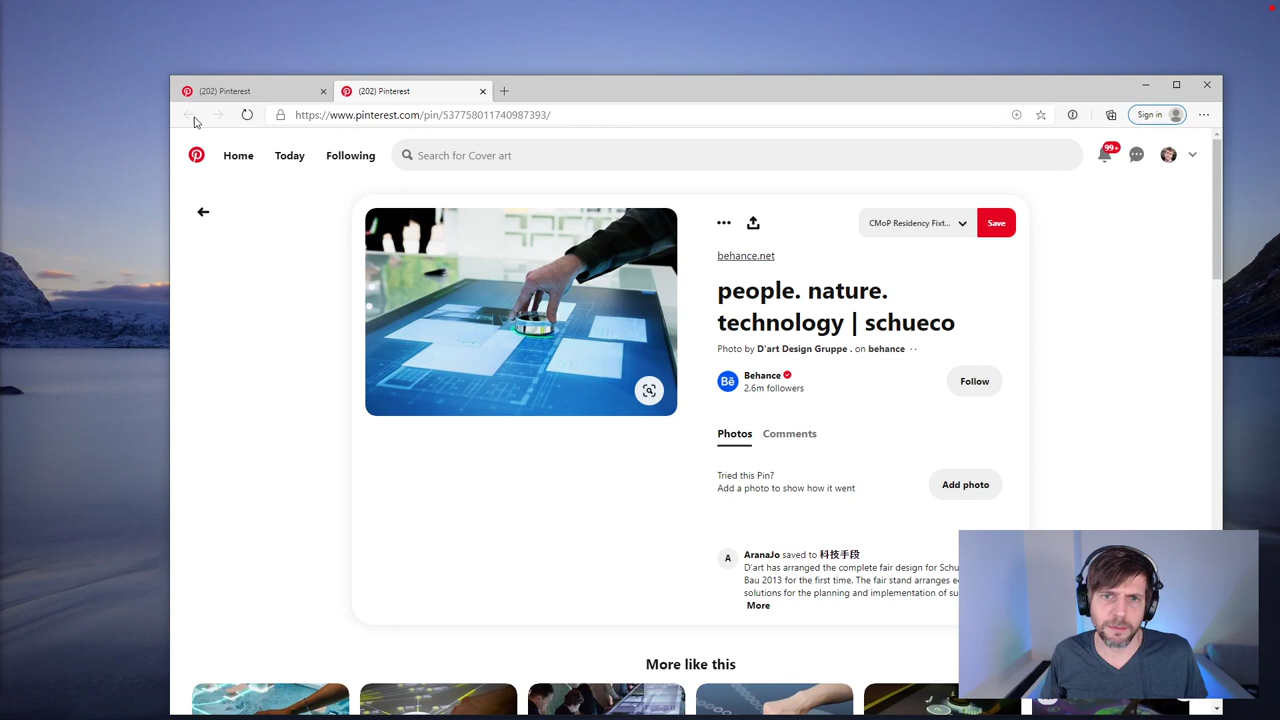 (202) Pinterest
(202) Pinterest
https://www.pinterest.com/pin/537758011740987393/
Sign in
Home
Today
Following
Search for Cover art
99+
CMoP Residency Fixt...
Save
behance.net
people. nature.
technology | schueco
Photo by D'art Design Gruppe . on behance · ·
Bē
Behance
2.6m followers
Follow
Photos
Comments
Tried this Pin?
Add a photo to show how it went
Add photo
A
AranaJo saved to 科技手段
D'art has arranged the complete fair design for Schu
Bau 2013 for the first time. The fair stand arranges e
solutions for the planning and implementation of su
More
More like this